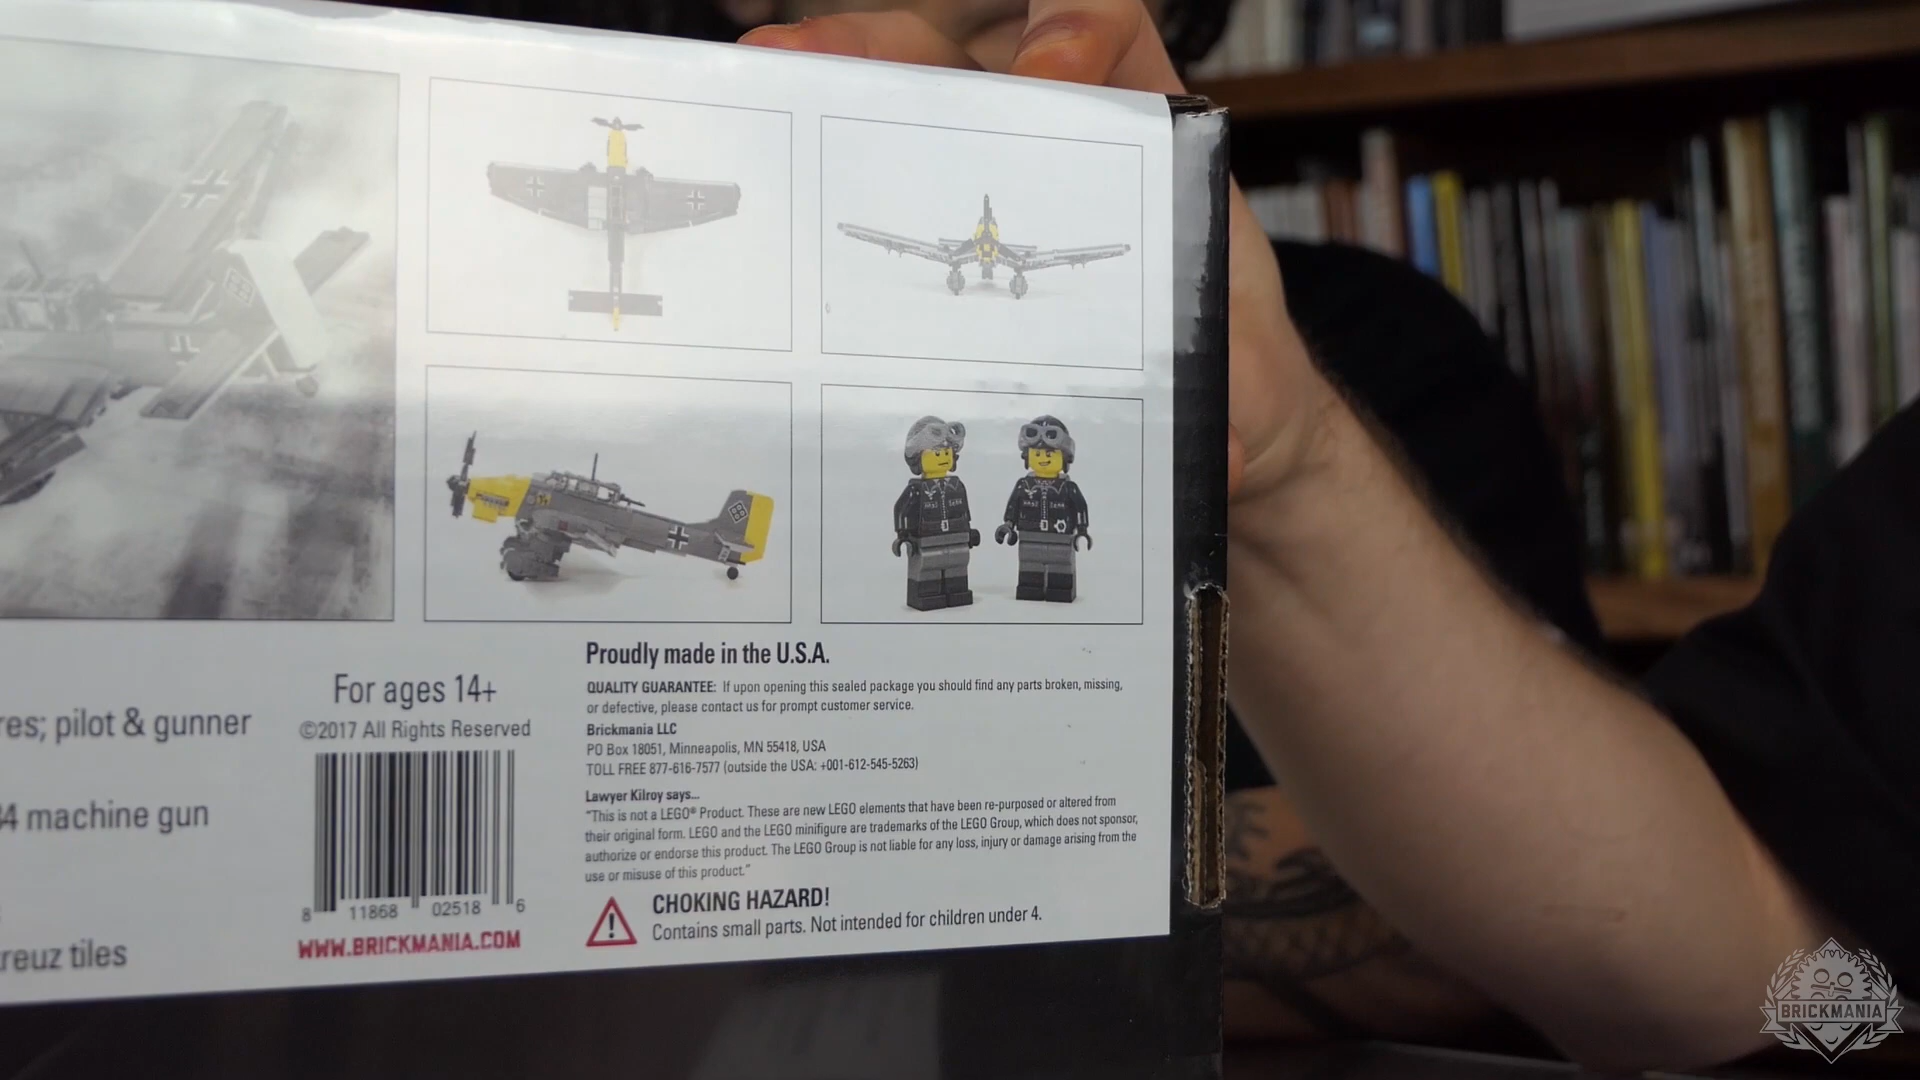 For ages 14+
©2017 All Rights Reserved
pilot & gunner
machine gun
tiles
8 11868 02518 6
WWW.BRICKMANIA.COM
Proudly made in the U.S.A.
QUALITY GUARANTEE: If upon opening this sealed package you should find any parts broken, missing,
or defective, please contact us for prompt customer service.
Brickmania LLC
PO Box 18051, Minneapolis, MN 55418, USA
TOLL FREE 877-616-7577 (outside the USA: +001-612-545-5263)
Lawyer Kilroy says...
"This is not a LEGO® Product. These are new LEGO elements that have been re-purposed or altered from
their original form. LEGO and the LEGO minifigure are trademarks of the LEGO Group, which does not sponsor,
authorize or endorse this product. The LEGO Group is not liable for any loss, injury or damage arising from the
use or misuse of this product."
CHOKING HAZARD!
Contains small parts. Not intended for children under 4.
BRICKMANIA